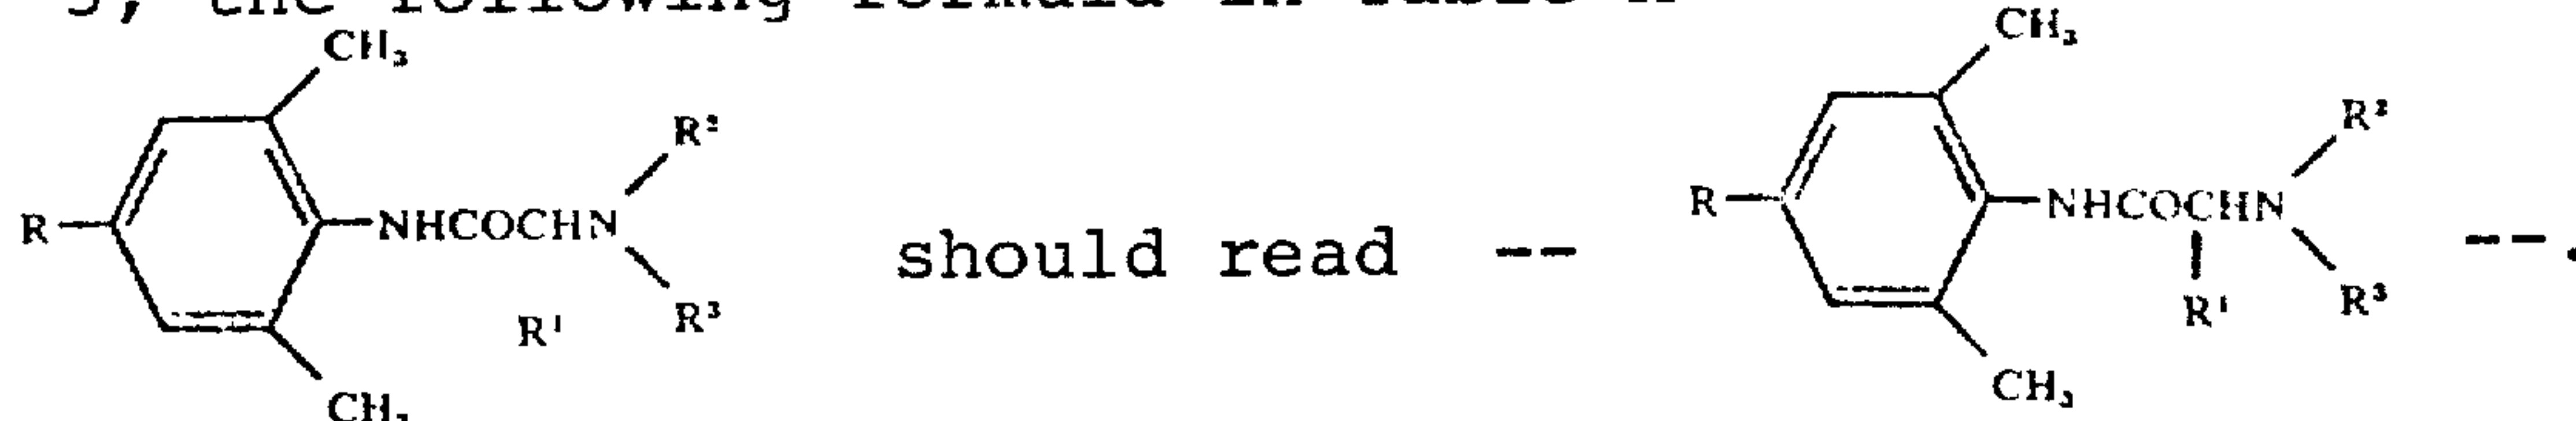 5, the following formula in Table X
CH₃ CH₃
R² R²
R NHCOCHN should read -- R NHCOCHN --.
R¹ R³ R¹ R³
CH₃ CH₃